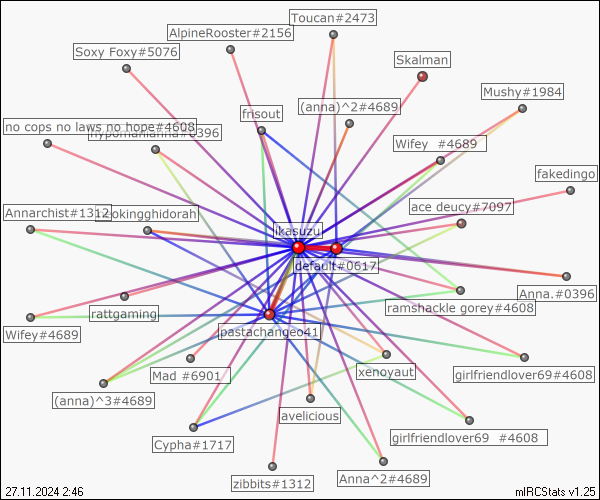 Toucan#2473
AlpineRooster#2156
Soxy Foxy#5076
Skalman
Mushy#1984
(anna)^2#4689
frisout
no cops no laws no hope#4608
hypomanianna#0396
Wifey #4689
fakedingo
ace deucy#7097
Annarchist#1312
ookingghidorah
ikasuzu
default#0617
Anna.#0396
ramshackle gorey#4608
rattgaming
Wifey#4689
pastachange041
xenoyaut
girlfriendlover69#4608
Mad #6901
(anna)^3#4689
avelicious
girlfriendlover69 #4608
Cypha#1717
Anna^2#4689
zibbits#1312
27.11.2024 2:46
mIRCStats v1.25